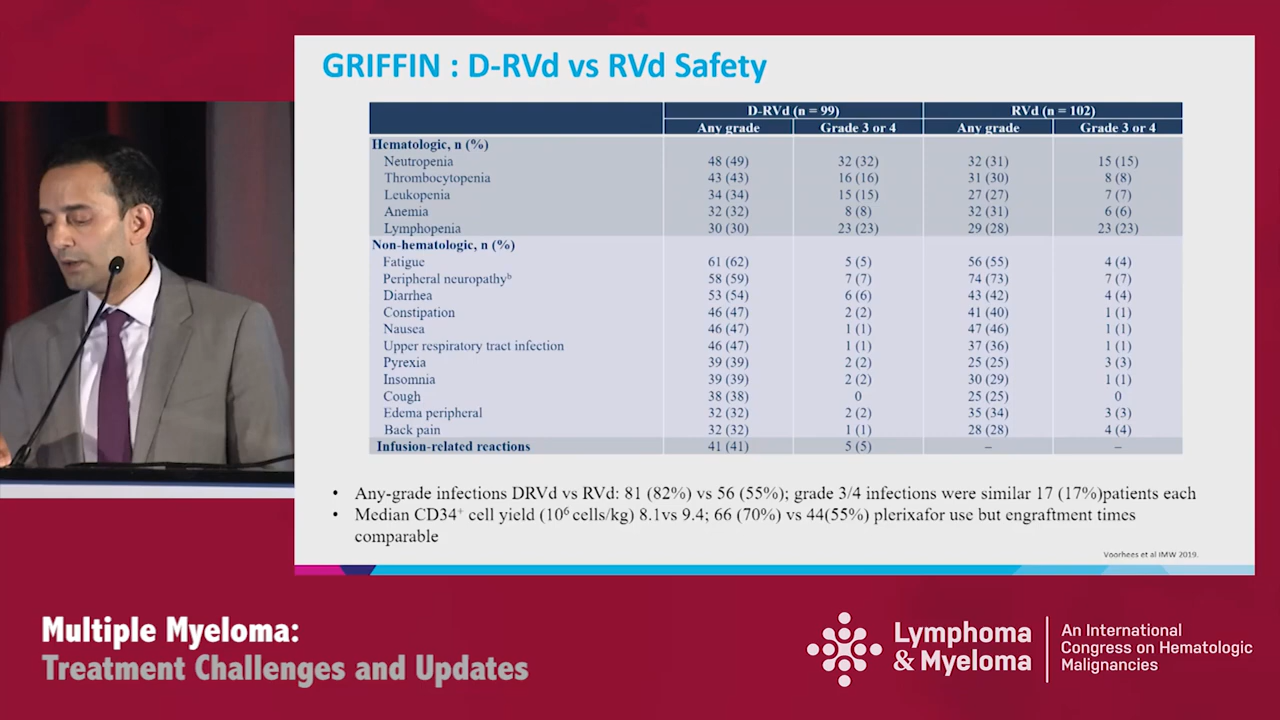 GRIFFIN : D-RVd vs RVd Safety
D-RVd (n = 99) RVd (n = 102)
Any grade Grade 3 or 4 Any grade Grade 3 or 4
Hematologic, n (%)
Neutropenia 48 (49) 32 (32) 32 (31) 15 (15)
Thrombocytopenia 43 (43) 16 (16) 31 (30) 8 (8)
Leukopenia 34 (34) 15 (15) 27 (27) 7 (7)
Anemia 32 (32) 8 (8) 32 (31) 6 (6)
Lymphopenia 30 (30) 23 (23) 29 (28) 23 (23)
Non-hematologic, n (%)
Fatigue 61 (62) 5 (5) 56 (55) 4 (4)
Peripheral neuropathyᵇ 58 (59) 7 (7) 74 (73) 7 (7)
Diarrhea 53 (54) 6 (6) 43 (42) 4 (4)
Constipation 46 (47) 2 (2) 41 (40) 1 (1)
Nausea 46 (47) 1 (1) 47 (46) 1 (1)
Upper respiratory tract infection 46 (47) 1 (1) 37 (36) 1 (1)
Pyrexia 39 (39) 2 (2) 25 (25) 3 (3)
Insomnia 39 (39) 2 (2) 30 (29) 1 (1)
Cough 38 (38) 0 25 (25) 0
Edema peripheral 32 (32) 2 (2) 35 (34) 3 (3)
Back pain 32 (32) 1 (1) 28 (28) 4 (4)
Infusion-related reactions 41 (41) 5 (5) – –
• Any-grade infections DRVd vs RVd: 81 (82%) vs 56 (55%); grade 3/4 infections were similar 17 (17%)patients each
• Median CD34⁺ cell yield (10⁶ cells/kg) 8.1vs 9.4; 66 (70%) vs 44(55%) plerixafor use but engraftment times
comparable
Voorhees et al IMW 2019.
Multiple Myeloma:
Treatment Challenges and Updates
Lymphoma
& Myeloma
An International
Congress on Hematologic
Malignancies